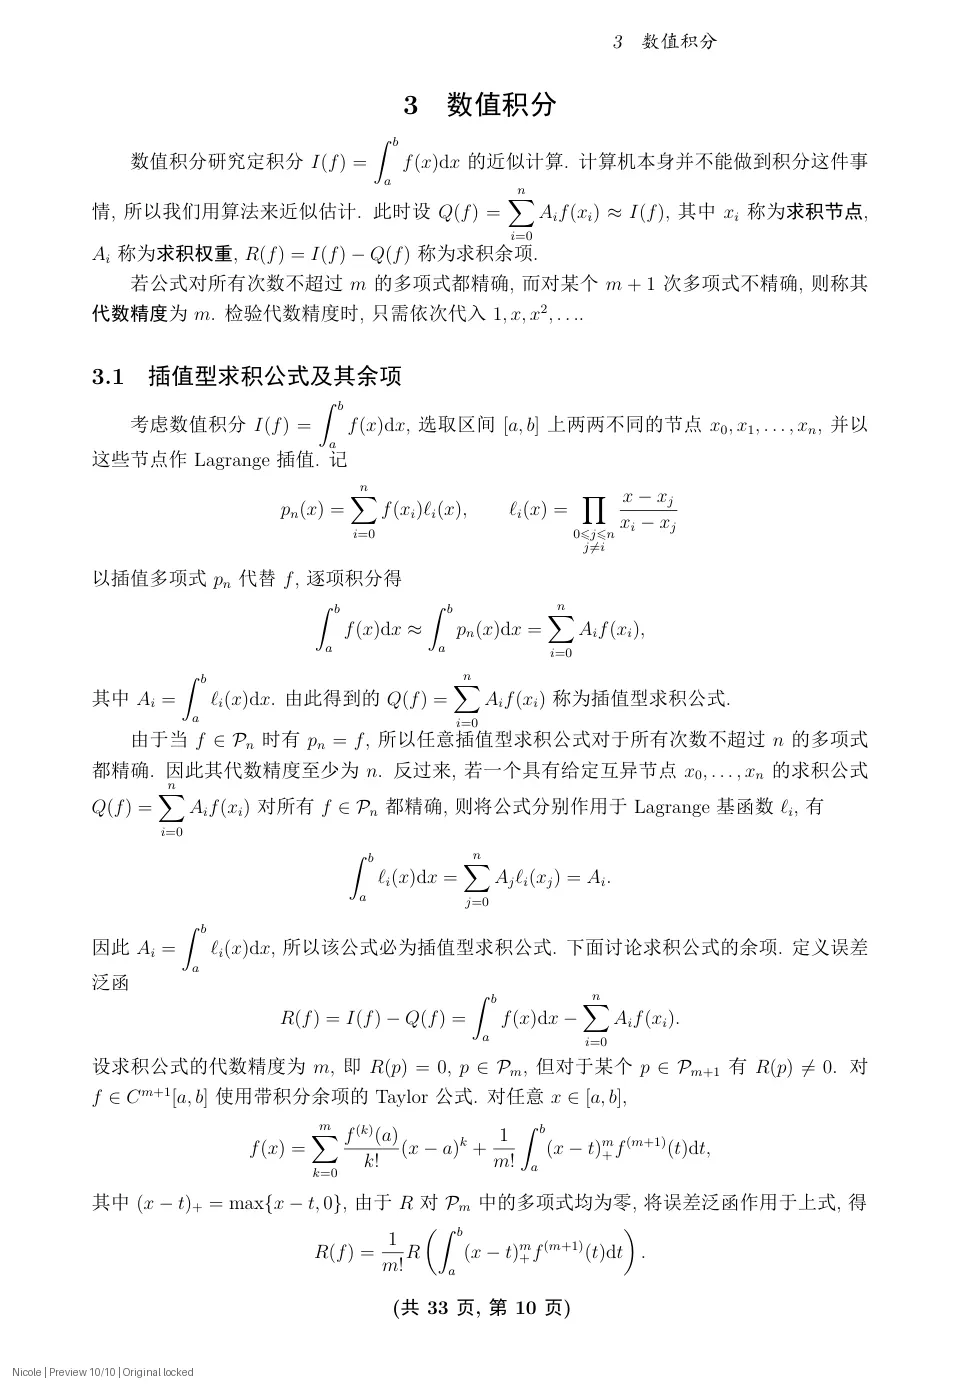 3 数值积分
3 数值积分
数值积分研究定积分 I(f) = ∫_a^b f(x)dx 的近似计算. 计算机本身并不能做到积分这件事
情, 所以我们用算法来近似估计. 此时设 Q(f) = ∑_{i=0}^n A_i f(x_i) ≈ I(f), 其中 x_i 称为求积节点,
A_i 称为求积权重, R(f) = I(f) − Q(f) 称为求积余项.
若公式对所有次数不超过 m 的多项式都精确, 而对某个 m + 1 次多项式不精确, 则称其
代数精度为 m. 检验代数精度时, 只需依次代入 1, x, x^2, . . ..
3.1 插值型求积公式及其余项
考虑数值积分 I(f) = ∫_a^b f(x)dx, 选取区间 [a, b] 上两两不同的节点 x_0, x_1, . . . , x_n, 并以
这些节点作 Lagrange 插值. 记
p_n(x) = ∑_{i=0}^n f(x_i)ℓ_i(x), ℓ_i(x) = ∏_{0⩽j⩽n, j≠i} \frac{x − x_j}{x_i − x_j}
以插值多项式 p_n 代替 f, 逐项积分得
∫_a^b f(x)dx ≈ ∫_a^b p_n(x)dx = ∑_{i=0}^n A_i f(x_i),
其中 A_i = ∫_a^b ℓ_i(x)dx. 由此得到的 Q(f) = ∑_{i=0}^n A_i f(x_i) 称为插值型求积公式.
由于当 f ∈ 𝒫_n 时有 p_n = f, 所以任意插值型求积公式对于所有次数不超过 n 的多项式
都精确. 因此其代数精度至少为 n. 反过来, 若一个具有给定互异节点 x_0, . . . , x_n 的求积公式
Q(f) = ∑_{i=0}^n A_i f(x_i) 对所有 f ∈ 𝒫_n 都精确, 则将公式分别作用于 Lagrange 基函数 ℓ_i, 有
∫_a^b ℓ_i(x)dx = ∑_{j=0}^n A_j ℓ_i(x_j) = A_i.
因此 A_i = ∫_a^b ℓ_i(x)dx, 所以该公式必为插值型求积公式. 下面讨论求积公式的余项. 定义误差
泛函
R(f) = I(f) − Q(f) = ∫_a^b f(x)dx − ∑_{i=0}^n A_i f(x_i).
设求积公式的代数精度为 m, 即 R(p) = 0, p ∈ 𝒫_m, 但对于某个 p ∈ 𝒫_{m+1} 有 R(p) ≠ 0. 对
f ∈ C^{m+1}[a, b] 使用带积分余项的 Taylor 公式. 对任意 x ∈ [a, b],
f(x) = ∑_{k=0}^m \frac{f^{(k)}(a)}{k!}(x − a)^k + \frac{1}{m!} ∫_a^b (x − t)_+^m f^{(m+1)}(t)dt,
其中 (x − t)_+ = max{x − t, 0}, 由于 R 对 𝒫_m 中的多项式均为零, 将误差泛函作用于上式, 得
R(f) = \frac{1}{m!} R (∫_a^b (x − t)_+^m f^{(m+1)}(t)dt) .
(共 33 页, 第 10 页)
Nicole | Preview 10/10 | Original locked